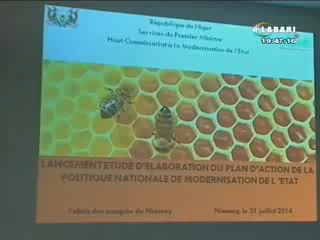 République du Niger
LABARI
Services du Premier Ministre
19:47:16
Haut Commissariat à la Modernisation de l'Etat
LANCEMENT ETUDE D'ELABORATION DU PLAN D'ACTION DE LA
POLITIQUE NATIONALE DE MODERNISATION DE L'ETAT
Palais des congrès de Niamey
Niamey, le 31 juillet 2014